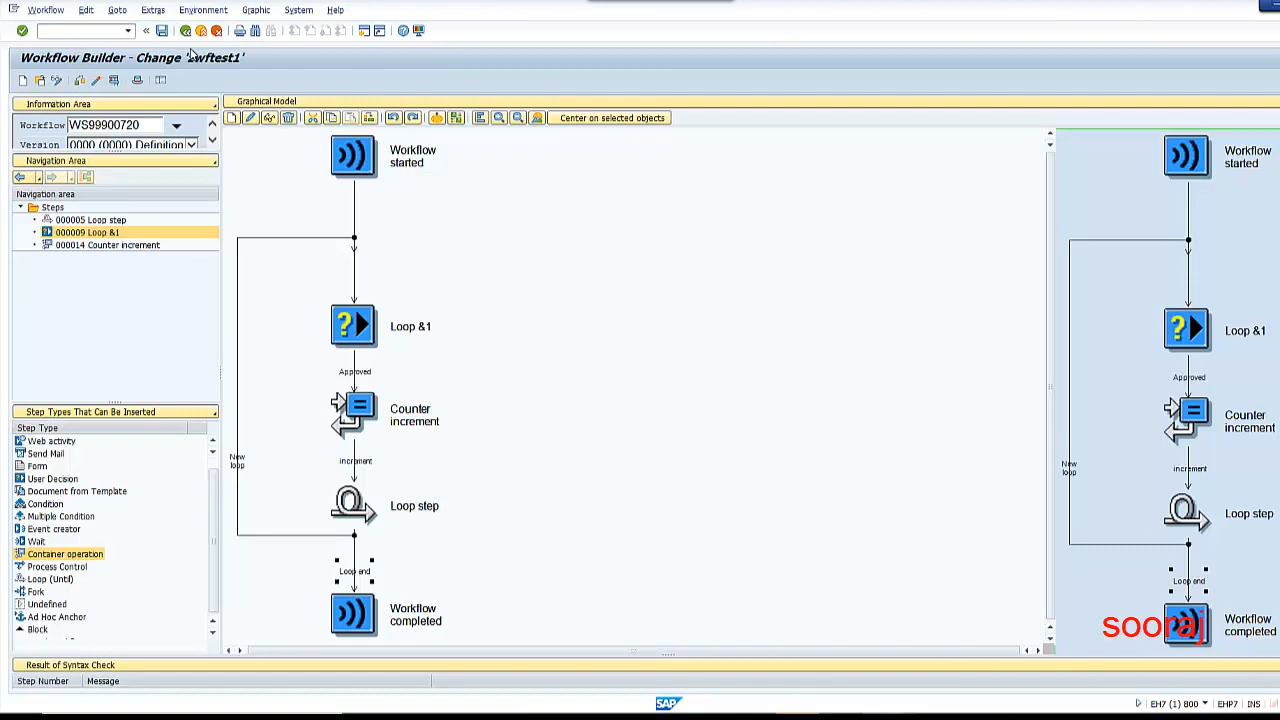 Workflow Edit Goto Extras Environment Graphic System Help
Workflow Builder - Change 'zwftest1'
Information Area
Workflow WS99900720
Version 0000 (0000) Definition
Navigation Area
Navigation area
Steps
000005 Loop step
000009 Loop &1
000014 Counter increment
Step Types That Can Be Inserted
Step Type
Web activity
Send Mail
Form
User Decision
Document from Template
Condition
Multiple Condition
Event creator
Wait
Container operation
Process Control
Loop (Until)
Fork
Undefined
Ad Hoc Anchor
Block
Graphical Model
Center on selected objects
Workflow
started
Loop &1
Approved
Counter
increment
increment
New
loop
Loop step
Loop end
Workflow
completed
Workflow
started
Loop &1
Approved
Counter
increment
increment
New
loop
Loop step
Loop end
Workflow
completed
sooraj
Result of Syntax Check
Step Number Message
SAP
EH7 (1) 800 EHP7 INS